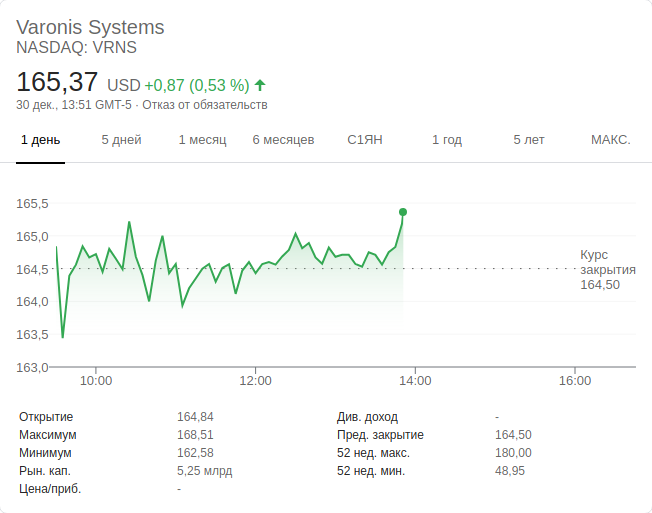 Varonis Systems
NASDAQ: VRNS
165,37 USD +0,87 (0,53 %)
30 дек., 13:51 GMT-5 · Отказ от обязательств
1 день 5 дней 1 месяц 6 месяцев С1ЯН 1 год 5 лет МАКС.
165,5
165,0
164,5
164,0
163,5
163,0
Курс
закрытия
164,50
10:00 12:00 14:00 16:00
Открытие 164,84 Див. доход -
Максимум 168,51 Пред. закрытие 164,50
Минимум 162,58 52 нед. макс. 180,00
Рын. кап. 5,25 млрд 52 нед. мин. 48,95
Цена/приб. -